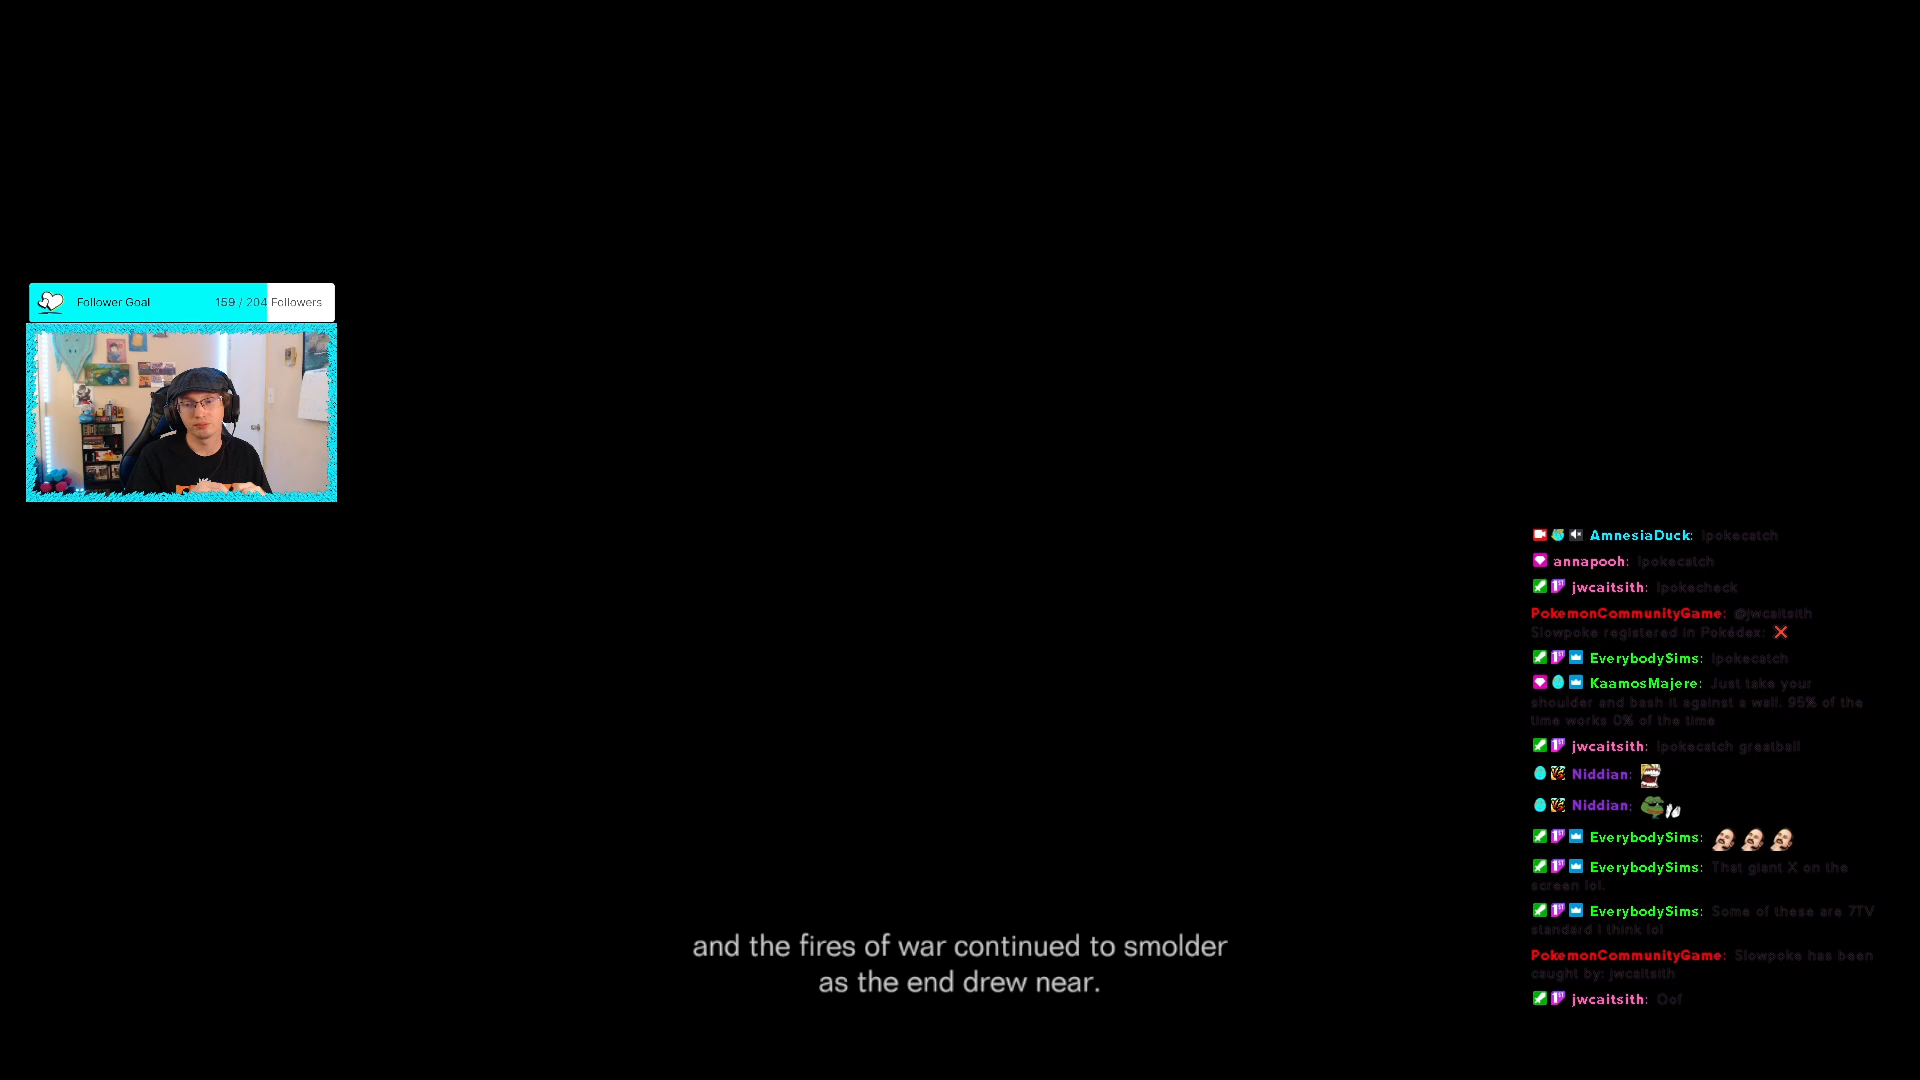 Follower Goal 159 / 204 Followers
AmnesiaDuck: !pokecatch
annapooh: !pokecatch
jwcaitsith: !pokecheck
PokemonCommunityGame: @jwcaitsith
Slowpoke registered in Pokédex: ❌
EverybodySims: !pokecatch
KaamosMajere: Just take your
shoulder and bash it against a wall. 95% of the
time works 0% of the time
jwcaitsith: !pokecatch greatball
Niddian:
Niddian:
EverybodySims:
EverybodySims: That giant X on the
screen lol.
EverybodySims: Some of these are 7TV
standard I think lol
PokemonCommunityGame: Slowpoke has been
caught by: jwcaitsith
jwcaitsith: Oof
and the fires of war continued to smolder
as the end drew near.